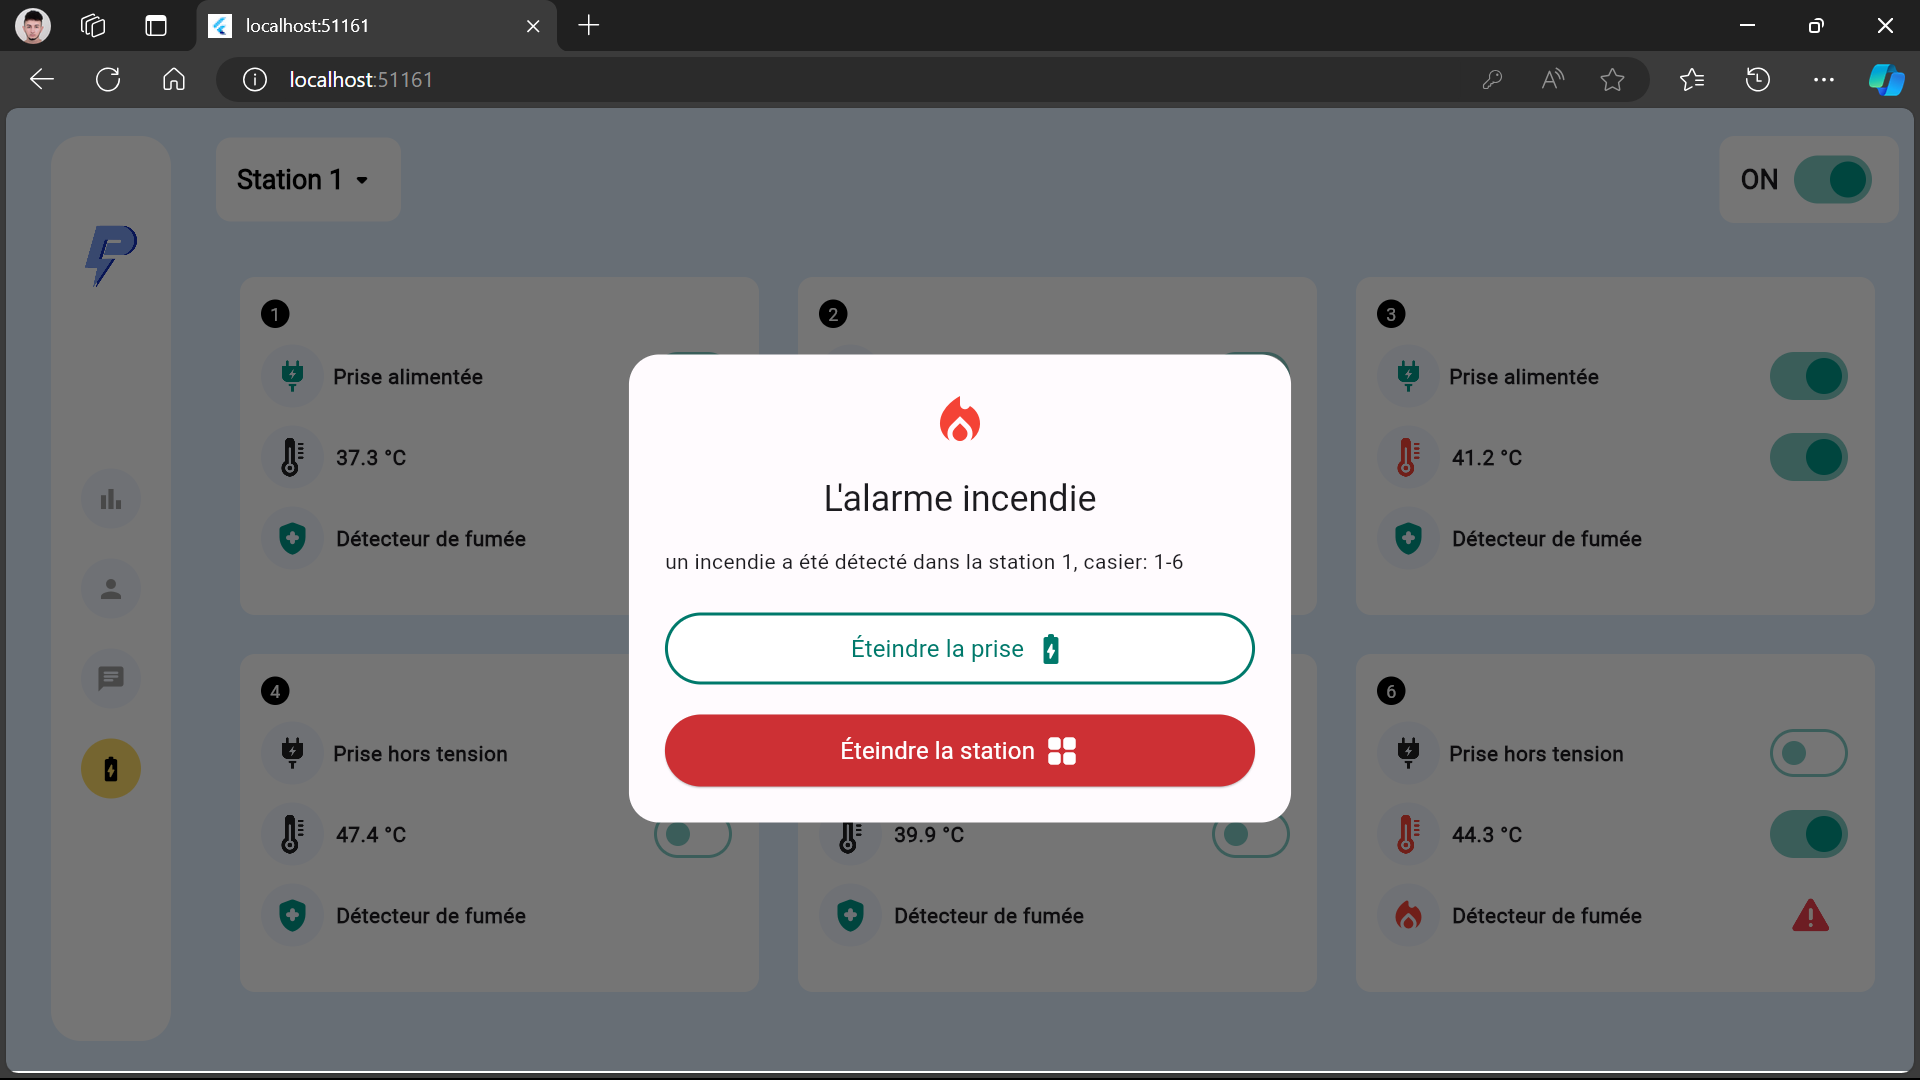 localhost:51161
localhost:51161
Station 1
ON
1
Prise alimentée
37.3 °C
Détecteur de fumée
2
3
Prise alimentée
41.2 °C
Détecteur de fumée
L'alarme incendie
un incendie a été détecté dans la station 1, casier: 1-6
Éteindre la prise
Éteindre la station
4
Prise hors tension
47.4 °C
Détecteur de fumée
39.9 °C
Détecteur de fumée
6
Prise hors tension
44.3 °C
Détecteur de fumée